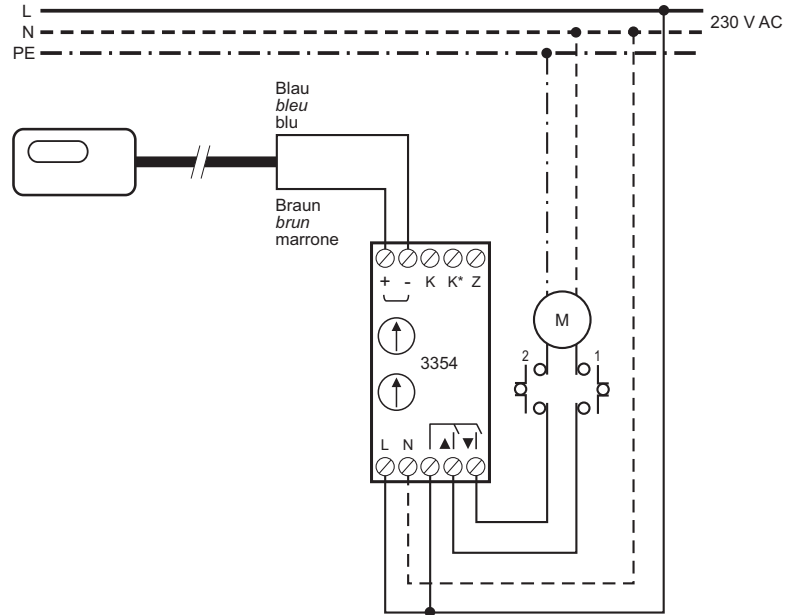 L
N
PE
230 V AC
Blau
bleu
blu
Braun
brun
marrone
+ - K K* Z
3354
M
2 1
L N ▲ ▼